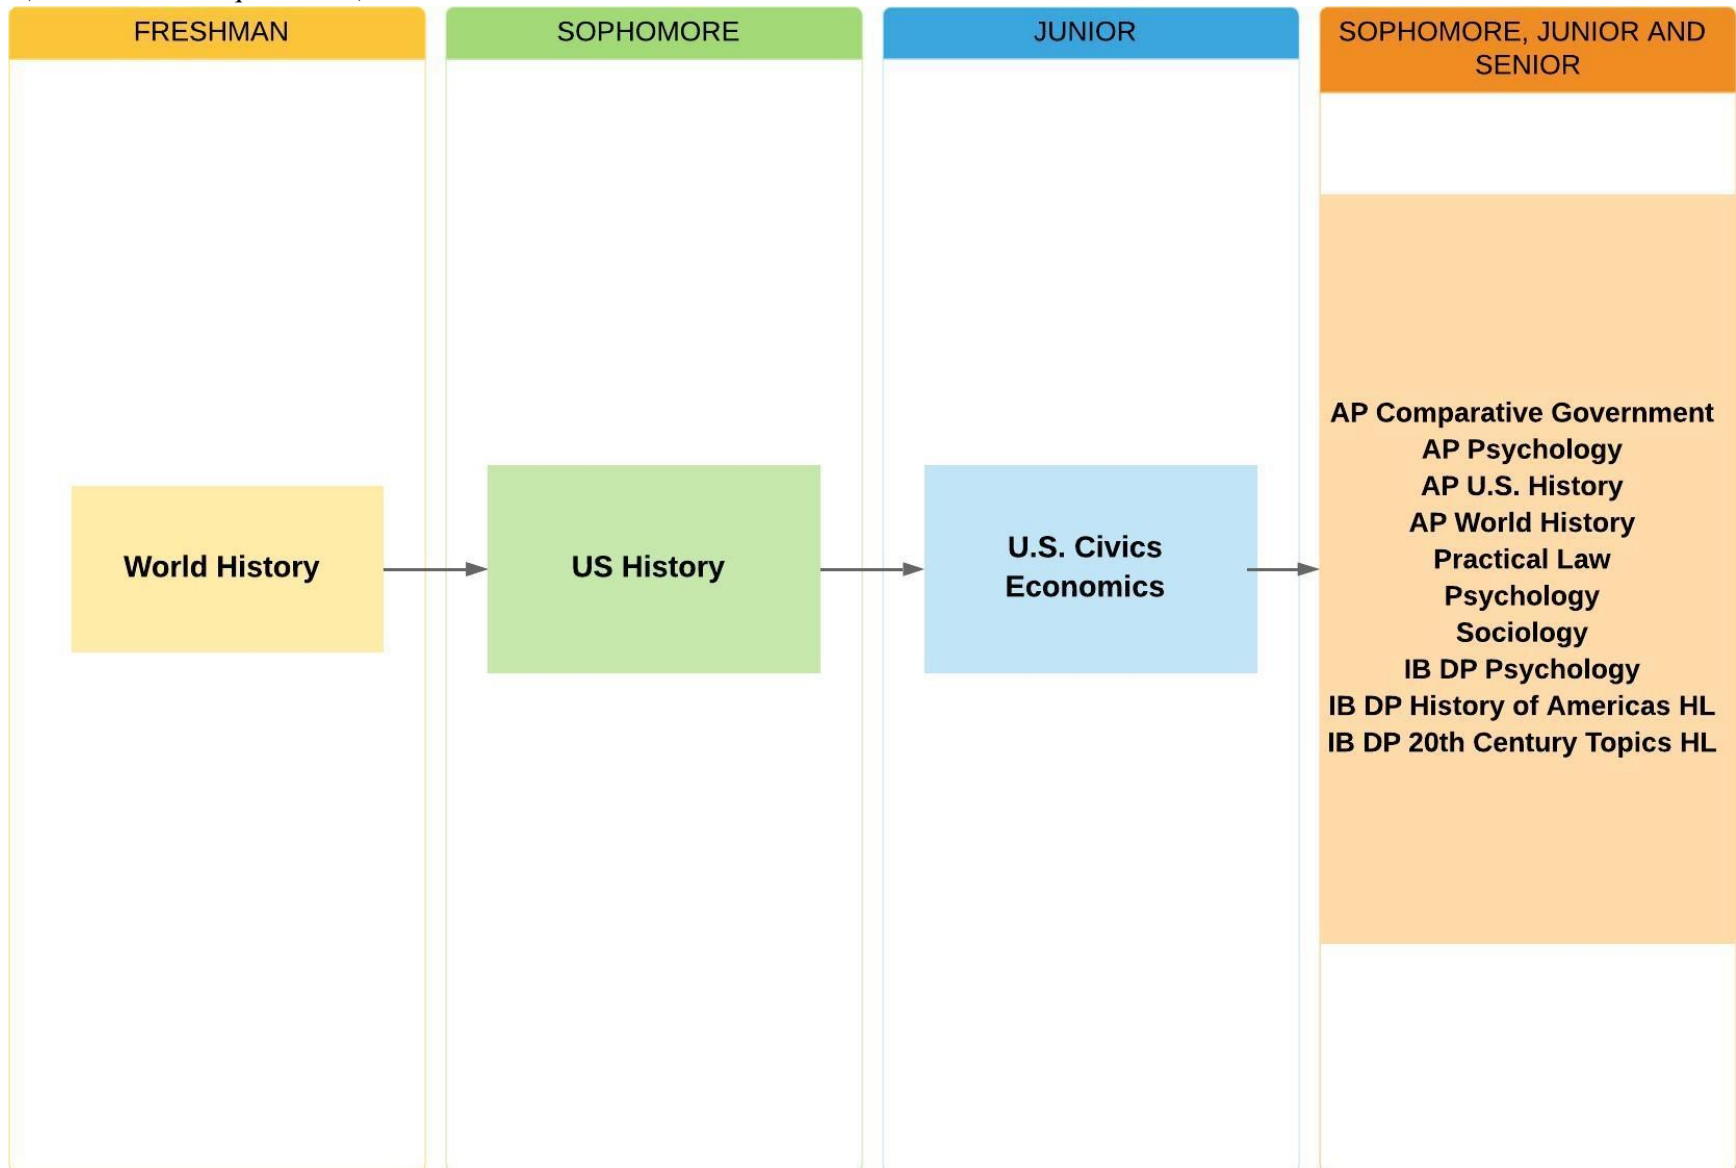 FRESHMAN
SOPHOMORE
JUNIOR
SOPHOMORE, JUNIOR AND
SENIOR
World History
US History
U.S. Civics
Economics
AP Comparative Government
AP Psychology
AP U.S. History
AP World History
Practical Law
Psychology
Sociology
IB DP Psychology
IB DP History of Americas HL
IB DP 20th Century Topics HL